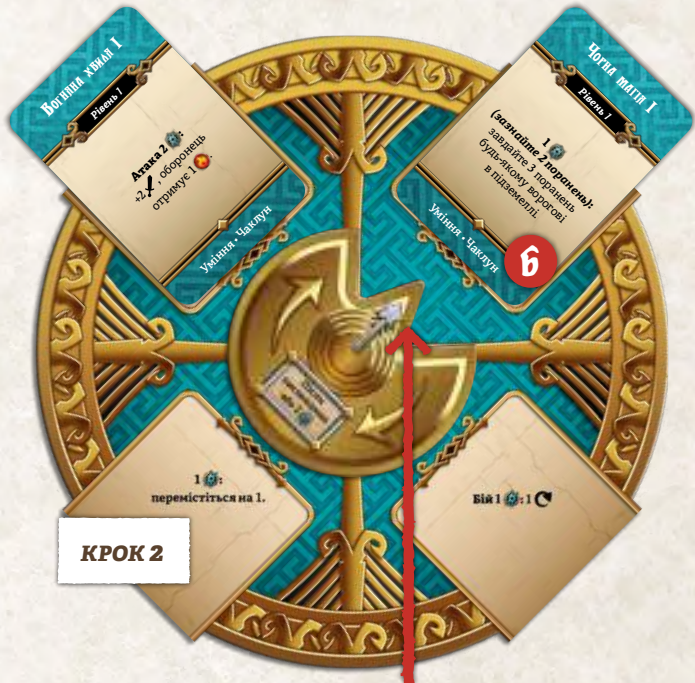 Вогняна хвиля I
Рівень 1
Атака 2 :
+2 , оборонець
отримує 1 .
Уміння • Чаклун
Чорна магія I
Рівень 1
1
(зазнайте 2 поранень):
завдайте 3 поранень
будь-якому ворогові
в підземеллі.
Уміння • Чаклун
6
1 :
перемістіться на 1.
Бій 1 : 1
КРОК 2